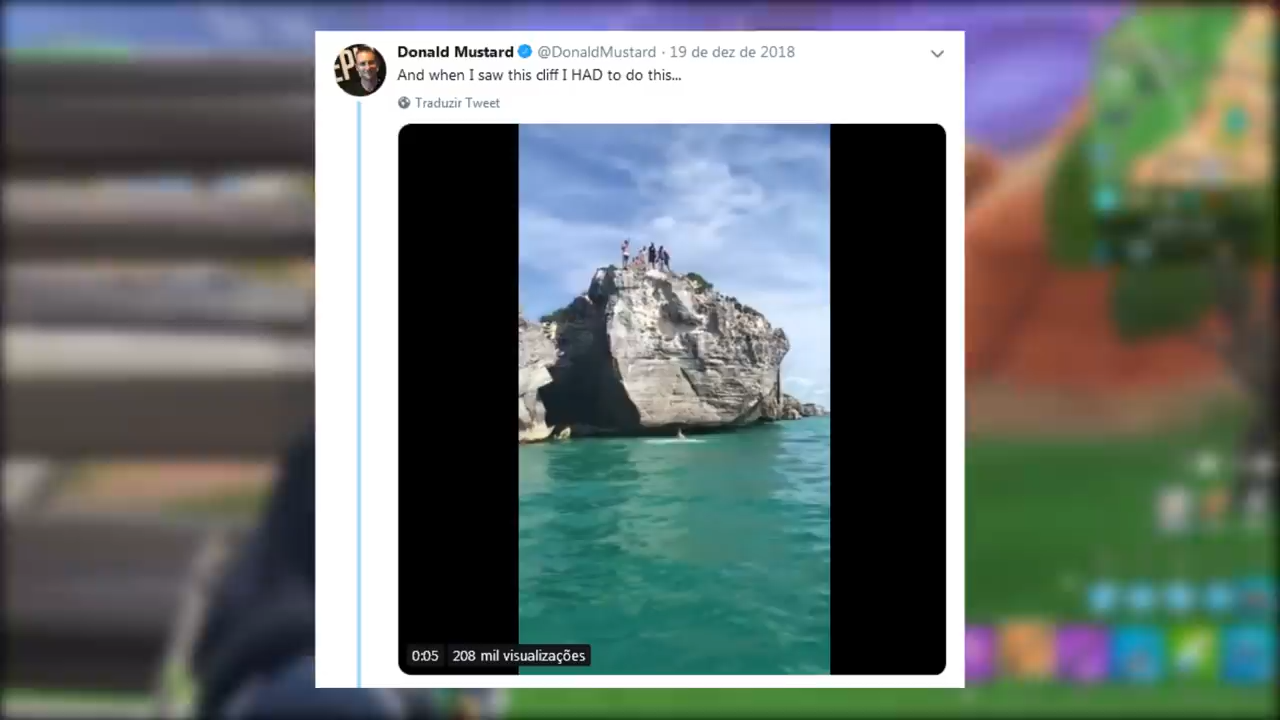 Donald Mustard @DonaldMustard · 19 de dez de 2018
And when I saw this cliff I HAD to do this...
Traduzir Tweet
0:05 208 mil visualizações